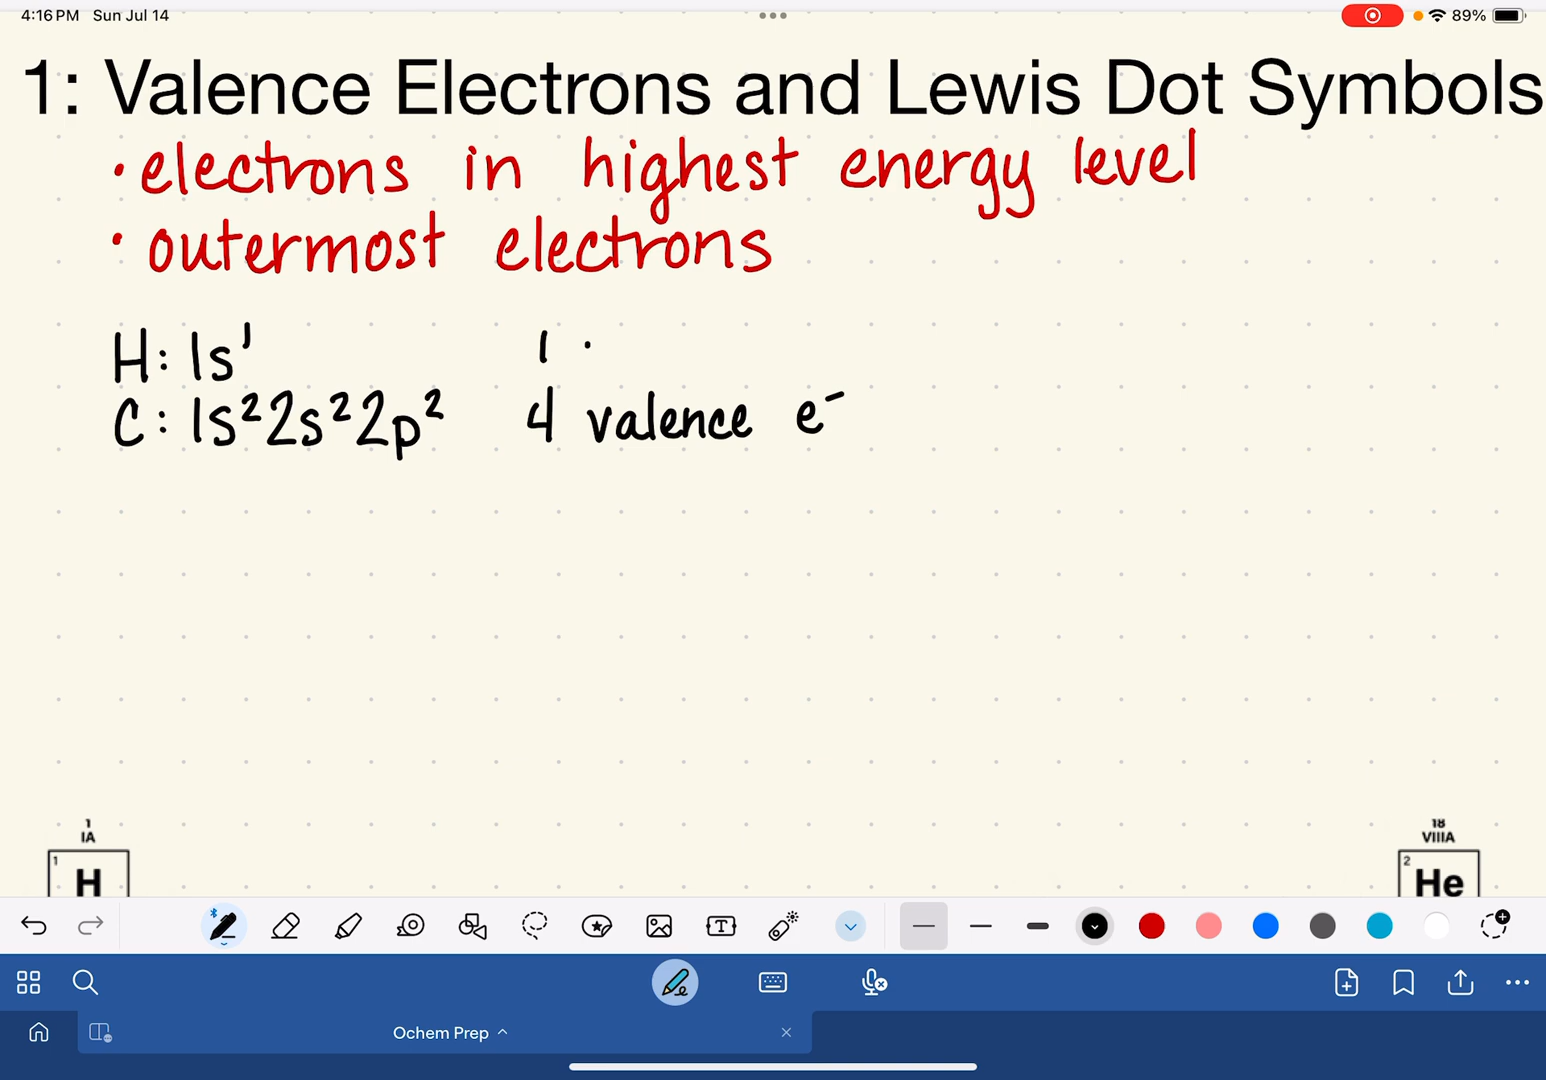 4:16 PM Sun Jul 14
89%
1: Valence Electrons and Lewis Dot Symbols
• electrons in highest energy level
• outermost electrons
H: 1s¹ 1 ·
C: 1s²2s²2p² 4 valence e⁻
1
IA
1
H
18
VIIIA
2
He
Ochem Prep